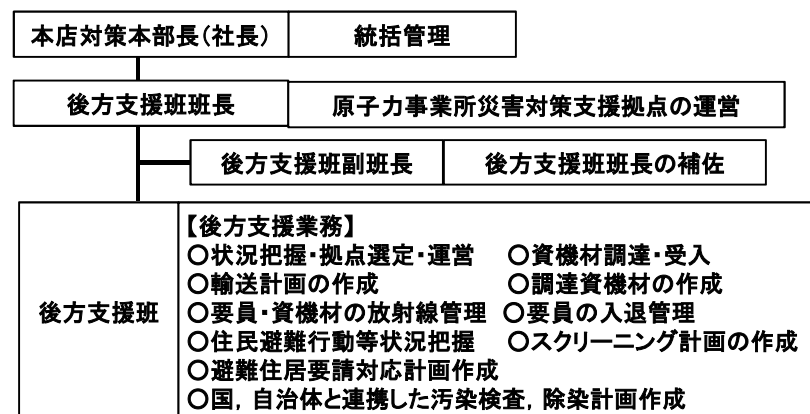 本店対策本部長(社長) 統括管理
後方支援班班長 原子力事業所災害対策支援拠点の運営
後方支援班副班長 後方支援班班長の補佐
後方支援班
【後方支援業務】
○状況把握・拠点選定・運営 ○資機材調達・受入
○輸送計画の作成 ○調達資機材の作成
○要員・資機材の放射線管理 ○要員の入退管理
○住民避難行動等状況把握 ○スクリーニング計画の作成
○避難住居要請対応計画作成
○国,自治体と連携した汚染検査,除染計画作成